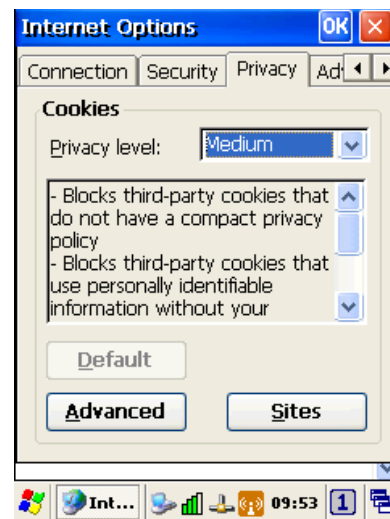 Internet Options OK
Connection Security Privacy Ad
Cookies
Privacy level: Medium
- Blocks third-party cookies that
do not have a compact privacy
policy
- Blocks third-party cookies that
use personally identifiable
information without your
Default
Advanced Sites
Int... 09:53 1